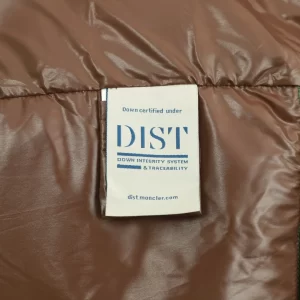 Down certified under
DIST
DOWN INTEGRITY SYSTEM
& TRACEABILITY
dist.moncler.com